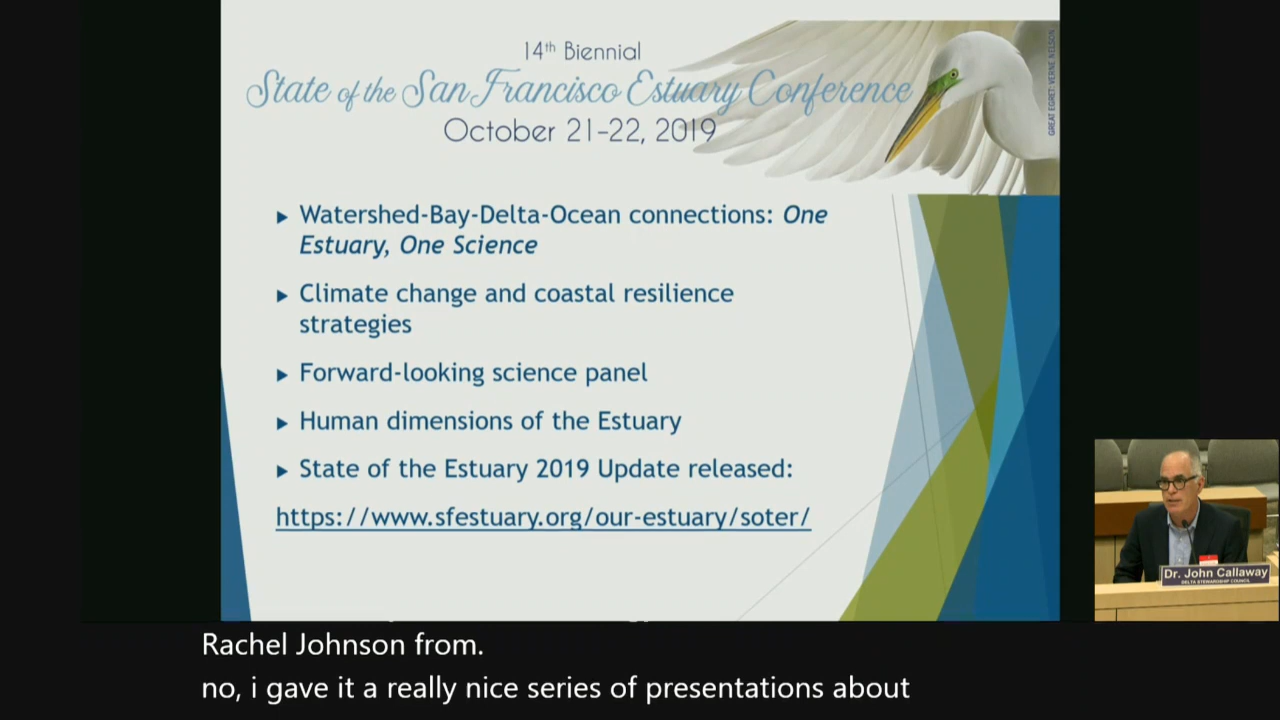 14th Biennial
State of the San Francisco Estuary Conference
October 21-22, 2019
GREAT EGRET: VERNE NELSON
Watershed-Bay-Delta-Ocean connections: One
Estuary, One Science
Climate change and coastal resilience
strategies
Forward-looking science panel
Human dimensions of the Estuary
State of the Estuary 2019 Update released:
https://www.sfestuary.org/our-estuary/soter/
Dr. John Callaway
DELTA STEWARDSHIP COUNCIL
Rachel Johnson from.
no, i gave it a really nice series of presentations about